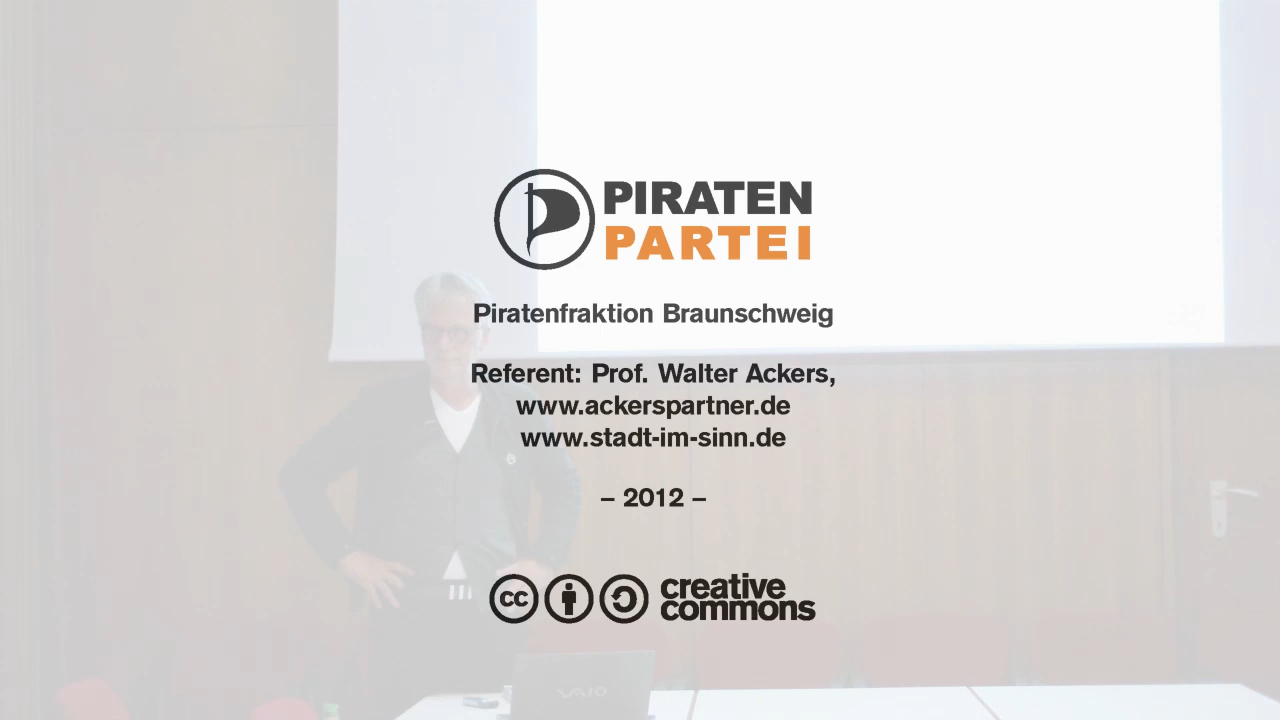 PIRATEN
PARTEI
Piratenfraktion Braunschweig
Referent: Prof. Walter Ackers,
www.ackerspartner.de
www.stadt-im-sinn.de
– 2012 –
cc
creative
commons
VAIO